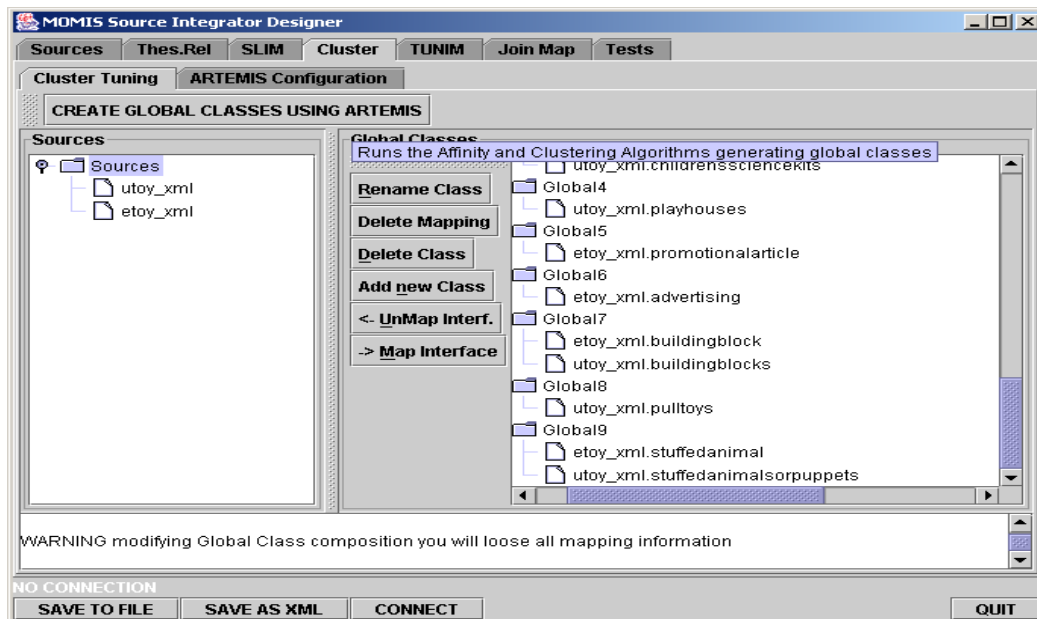 MOMIS Source Integrator Designer
Sources Thes.Rel SLIM Cluster TUNIM Join Map Tests
Cluster Tuning ARTEMIS Configuration
CREATE GLOBAL CLASSES USING ARTEMIS
Sources
Sources
utoy_xml
etoy_xml
Global Classes
Runs the Affinity and Clustering Algorithms generating global classes
Rename Class
Delete Mapping
Delete Class
Add new Class
<- UnMap Interf.
-> Map Interface
utoy_xml.childrenssciencekits
Global4
utoy_xml.playhouses
Global5
etoy_xml.promotionalarticle
Global6
etoy_xml.advertising
Global7
etoy_xml.buildingblock
utoy_xml.buildingblocks
Global8
utoy_xml.pulltoys
Global9
etoy_xml.stuffedanimal
utoy_xml.stuffedanimalsorpuppets
WARNING modifying Global Class composition you will loose all mapping information
NO CONNECTION
SAVE TO FILE SAVE AS XML CONNECT QUIT